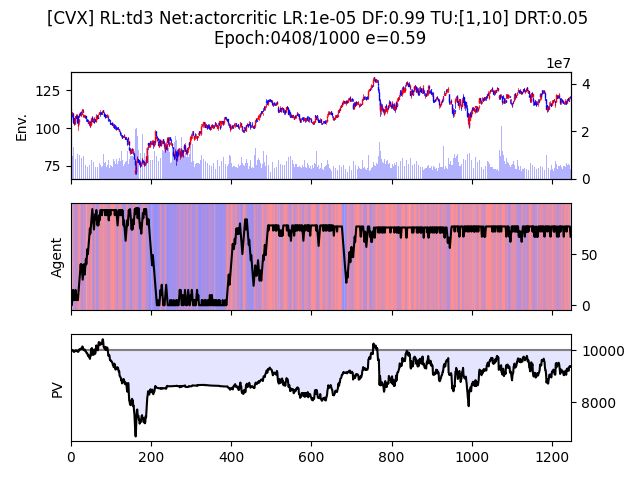 [CVX] RL:td3 Net:actorcritic LR:1e-05 DF:0.99 TU:[1,10] DRT:0.05
Epoch:0408/1000 e=0.59
1e7
125
100
75
Env.
4
2
0
Agent
50
0
PV
10000
8000
0
200
400
600
800
1000
1200